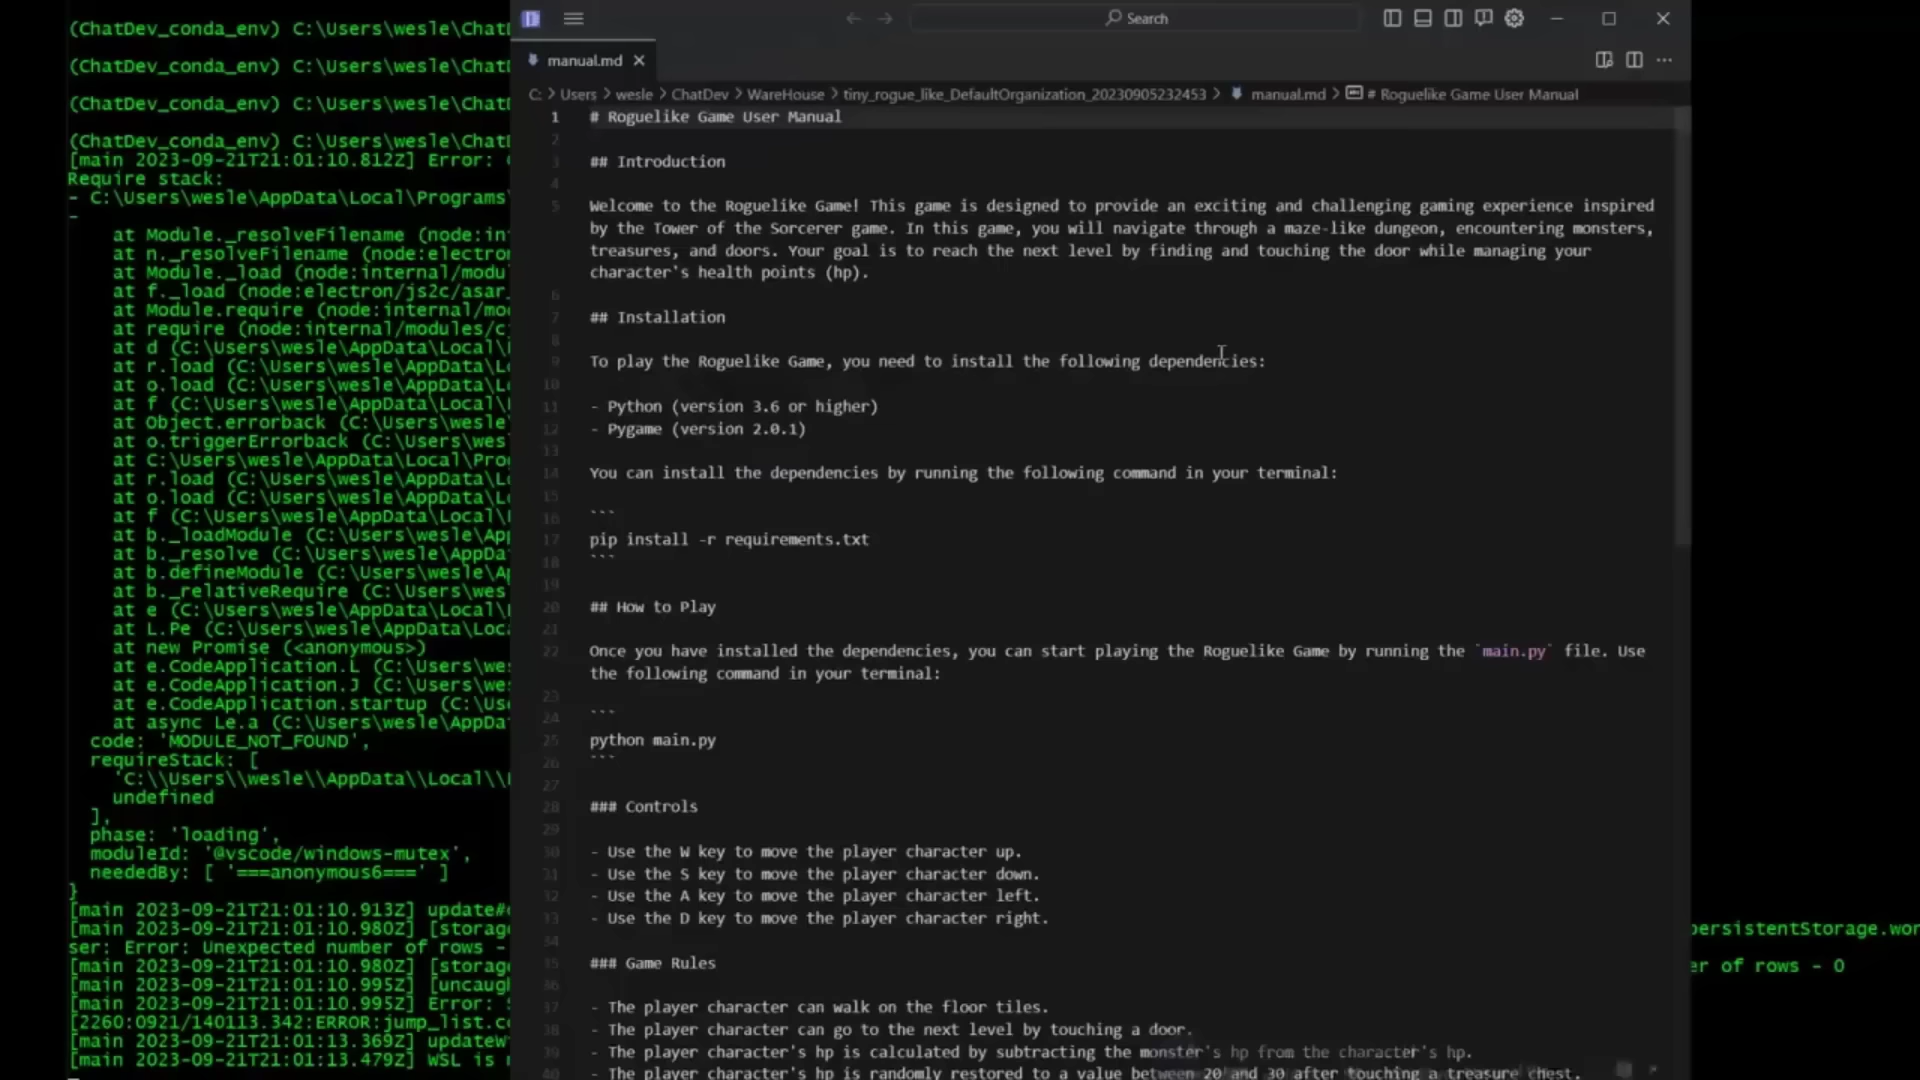 (ChatDev_conda_env) C:\Users\wesle\ChatD
(ChatDev_conda_env) C:\Users\wesle\ChatD
(ChatDev_conda_env) C:\Users\wesle\ChatD
(ChatDev_conda_env) C:\Users\wesle\ChatD
[main 2023-09-21T21:01:10.812Z] Error:
Require stack:
- C:\Users\wesle\AppData\Local\Programs\
-
at Module._resolveFilename (node:in
at n._resolveFilename (node:electro
at Module._load (node:internal/modu
at f._load (node:electron/js2c/asar_
at Module.require (node:internal/mo
at require (node:internal/modules/c
at d (C:\Users\wesle\AppData\Local\
at r.load (C:\Users\wesle\AppData\L
at o.load (C:\Users\wesle\AppData\L
at f (C:\Users\wesle\AppData\Local\
at Object.errorback (C:\Users\wesle
at o.triggerErrorback (C:\Users\wes
at C:\Users\wesle\AppData\Local\Pro
at r.load (C:\Users\wesle\AppData\L
at o.load (C:\Users\wesle\AppData\L
at f (C:\Users\wesle\AppData\Local\
at b._loadModule (C:\Users\wesle\Ap
at b._resolve (C:\Users\wesle\AppDa
at b.defineModule (C:\Users\wesle\A
at b._relativeRequire (C:\Users\wes
at e (C:\Users\wesle\AppData\Local\
at L.Pe (C:\Users\wesle\AppData\Loc
at new Promise (<anonymous>)
at e.CodeApplication.L (C:\Users\we
at e.CodeApplication.J (C:\Users\we
at e.CodeApplication.startup (C:\Us
at async Le.a (C:\Users\wesle\AppDa
code: 'MODULE_NOT_FOUND',
requireStack: [
'C:\\Users\\wesle\\AppData\\Local\\
undefined
],
phase: 'loading',
moduleId: '@vscode/windows-mutex',
neededBy: [ '===anonymous6===' ]
}
[main 2023-09-21T21:01:10.913Z] update#
[main 2023-09-21T21:01:10.980Z] [storag
ser: Error: Unexpected number of rows -
[main 2023-09-21T21:01:10.980Z] [storag
[main 2023-09-21T21:01:10.995Z] [uncaug
[main 2023-09-21T21:01:10.995Z] Error:
[2260:0921/140113.342:ERROR:jump_list.c
[main 2023-09-21T21:01:13.369Z] updateW
[main 2023-09-21T21:01:13.479Z] WSL is
Search
manual.md
C: > Users > wesle > ChatDev > WareHouse > tiny_rogue_like_DefaultOrganization_20230905232453 > manual.md > # Roguelike Game User Manual
1 # Roguelike Game User Manual
2
3 ## Introduction
4
5 Welcome to the Roguelike Game! This game is designed to provide an exciting and challenging gaming experience inspired
by the Tower of the Sorcerer game. In this game, you will navigate through a maze-like dungeon, encountering monsters,
treasures, and doors. Your goal is to reach the next level by finding and touching the door while managing your
character's health points (hp).
6
7 ## Installation
8
9 To play the Roguelike Game, you need to install the following dependencies:
10
11 - Python (version 3.6 or higher)
12 - Pygame (version 2.0.1)
13
14 You can install the dependencies by running the following command in your terminal:
15
16 ```
17 pip install -r requirements.txt
18 ```
19
20 ## How to Play
21
22 Once you have installed the dependencies, you can start playing the Roguelike Game by running the `main.py` file. Use
the following command in your terminal:
23
24 ```
25 python main.py
26 ```
27
28 ### Controls
29
30 - Use the W key to move the player character up.
31 - Use the S key to move the player character down.
32 - Use the A key to move the player character left.
33 - Use the D key to move the player character right.
34
35 ### Game Rules
36
37 - The player character can walk on the floor tiles.
38 - The player character can go to the next level by touching a door.
39 - The player character's hp is calculated by subtracting the monster's hp from the character's hp.
40 - The player character's hp is randomly restored to a value between 20 and 30 after touching a treasure chest.
persistentStorage.wor
er of rows - 0